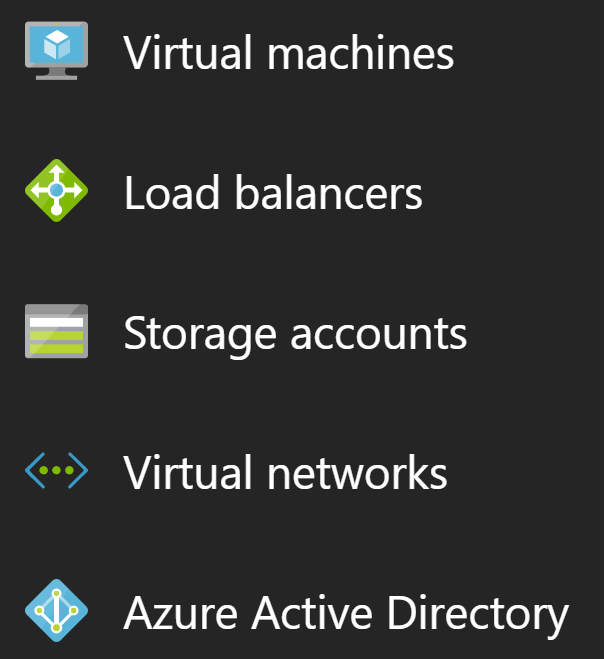 Virtual machines
Load balancers
Storage accounts
Virtual networks
Azure Active Directory